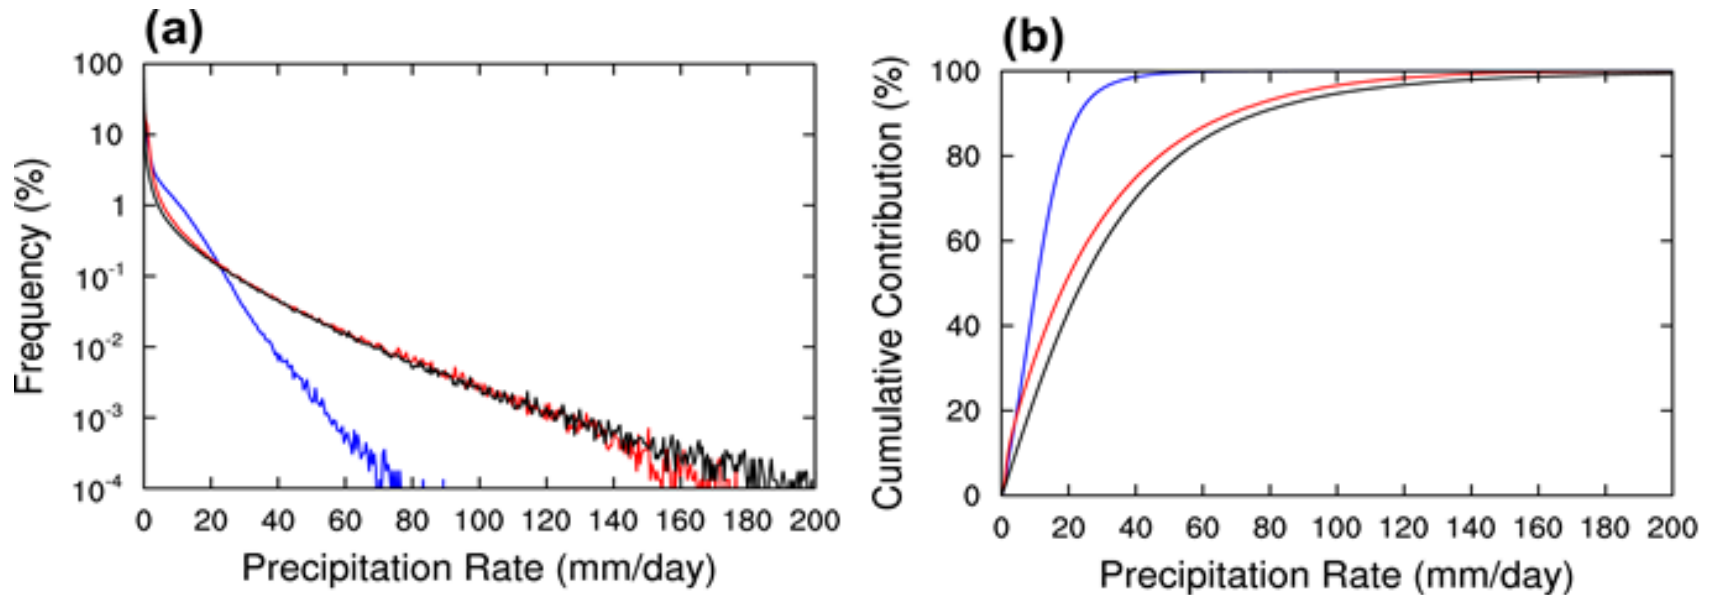 (a)
Frequency (%)
100
10
1
10-1
10-2
10-3
10-4
0 20 40 60 80 100 120 140 160 180 200
Precipitation Rate (mm/day)
(b)
Cumulative Contribution (%)
100
80
60
40
20
0
0 20 40 60 80 100 120 140 160 180 200
Precipitation Rate (mm/day)